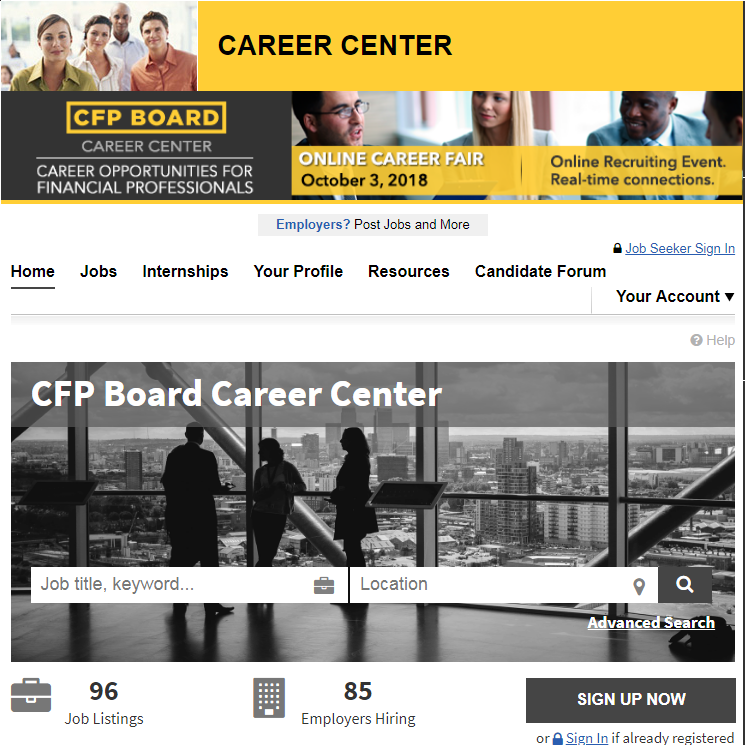 CAREER CENTER
CFP BOARD
CAREER CENTER
CAREER OPPORTUNITIES FOR
FINANCIAL PROFESSIONALS
ONLINE CAREER FAIR
October 3, 2018
Online Recruiting Event.
Real-time connections.
Employers? Post Jobs and More
Job Seeker Sign In
Home Jobs Internships Your Profile Resources Candidate Forum
Your Account ▾
Help
CFP Board Career Center
Job title, keyword...
Location
Advanced Search
96
Job Listings
85
Employers Hiring
SIGN UP NOW
or Sign In if already registered